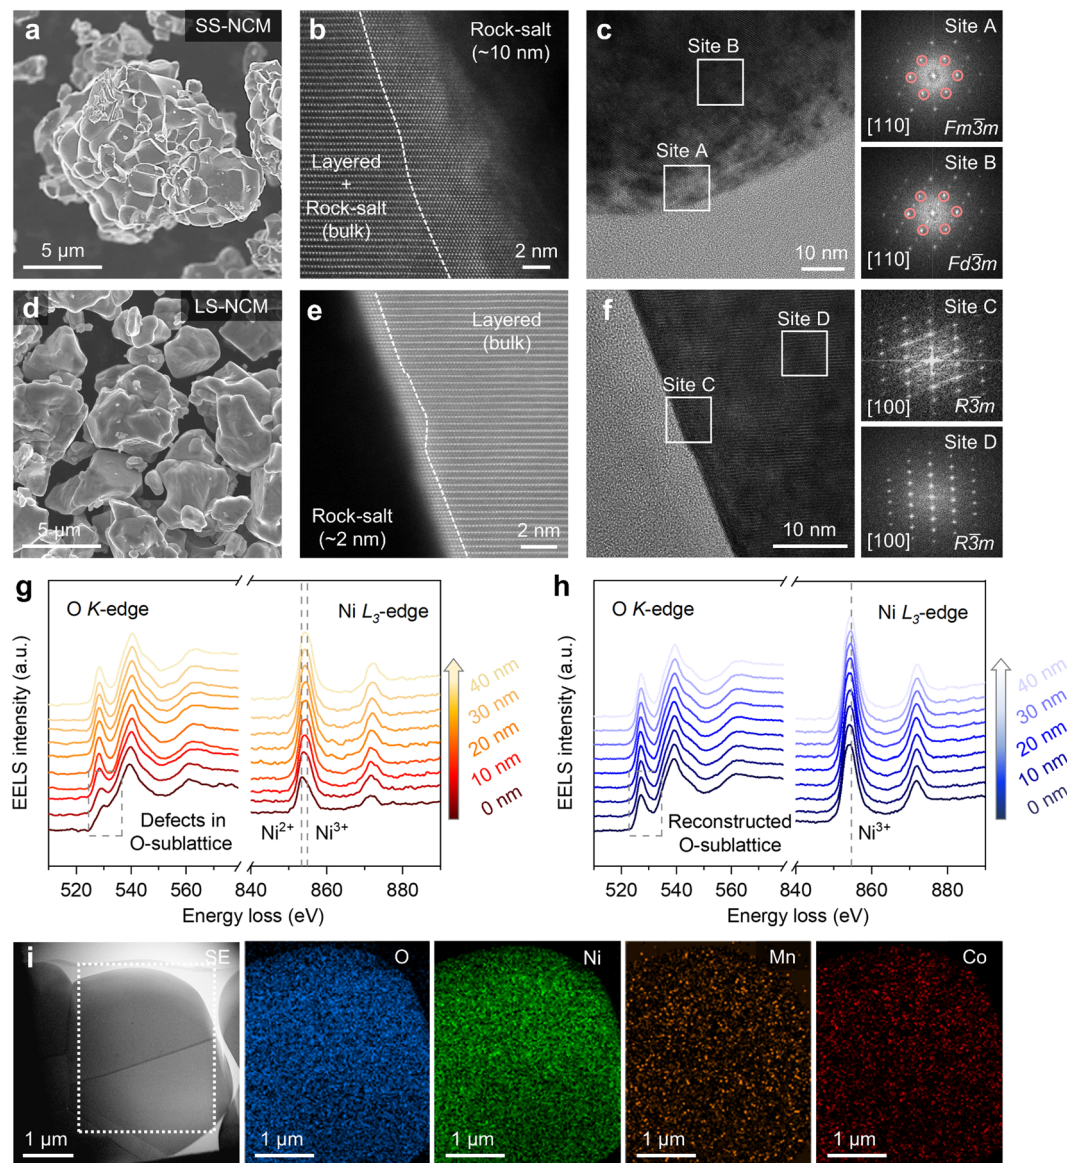 a
SS-NCM
5 μm
b
Rock-salt
(~10 nm)
Layered
+
Rock-salt
(bulk)
2 nm
c
Site B
Site A
10 nm
Site A
[110]
Fm3̅m
Site B
[110]
Fd3̅m
d
LS-NCM
5 μm
e
Layered
(bulk)
Rock-salt
(~2 nm)
2 nm
f
Site D
Site C
10 nm
Site C
[100]
R3̅m
Site D
[100]
R3̅m
g
O K-edge
Ni L3-edge
EELS intensity (a.u.)
40 nm
30 nm
20 nm
10 nm
0 nm
Defects in
O-sublattice
Ni2+
Ni3+
520 540 560 840 860 880
Energy loss (eV)
h
O K-edge
Ni L3-edge
EELS intensity (a.u.)
40 nm
30 nm
20 nm
10 nm
0 nm
Reconstructed
O-sublattice
Ni3+
520 540 560 840 860 880
Energy loss (eV)
i
SE
1 μm
O
1 μm
Ni
1 μm
Mn
1 μm
Co
1 μm